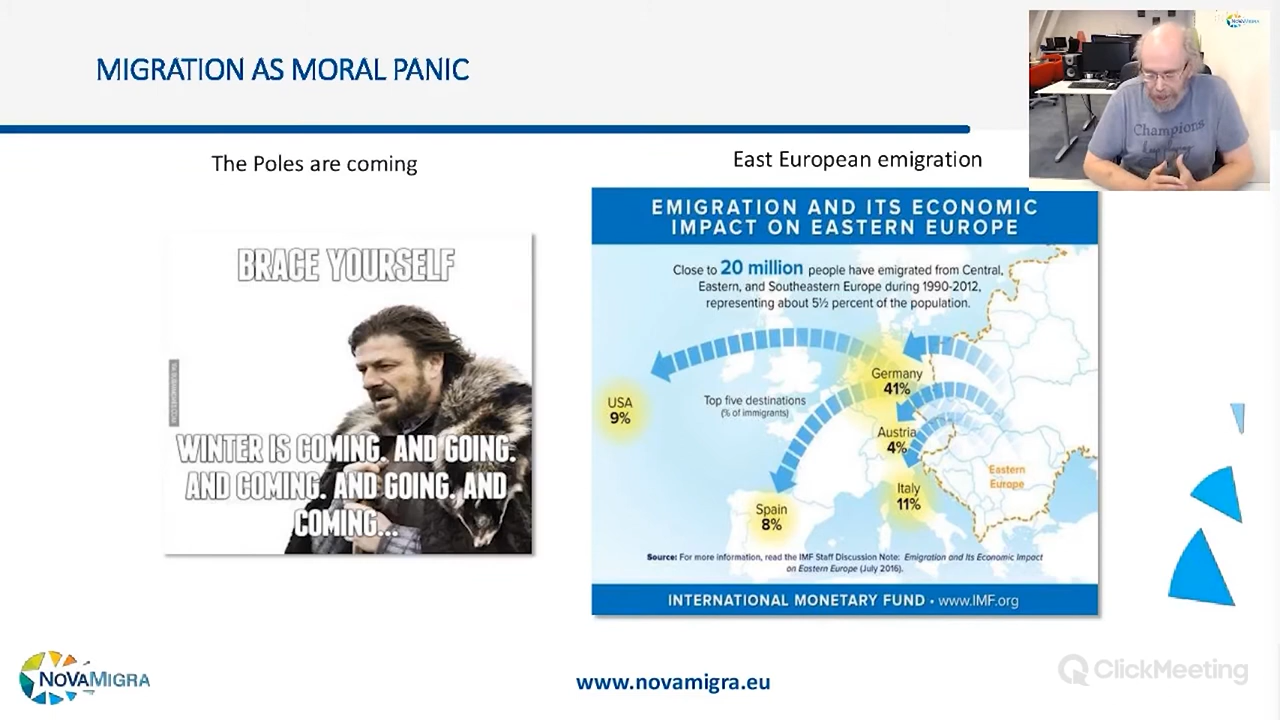 MIGRATION AS MORAL PANIC
The Poles are coming
BRACE YOURSELF
WINTER IS COMING. AND GOING.
AND COMING. AND GOING. AND
COMING...
East European emigration
EMIGRATION AND ITS ECONOMIC
IMPACT ON EASTERN EUROPE
Close to 20 million people have emigrated from Central,
Eastern, and Southeastern Europe during 1990-2012,
representing about 5½ percent of the population.
Germany
41%
USA
9%
Top five destinations
(% of immigrants)
Austria
4%
Eastern
Europe
Italy
11%
Spain
8%
Source: For more information, read the IMF Staff Discussion Note: Emigration and Its Economic Impact
on Eastern Europe (July 2016).
INTERNATIONAL MONETARY FUND • www.IMF.org
Champions
NOVAMIGRA
NOVAMIGRA
www.novamigra.eu
ClickMeeting